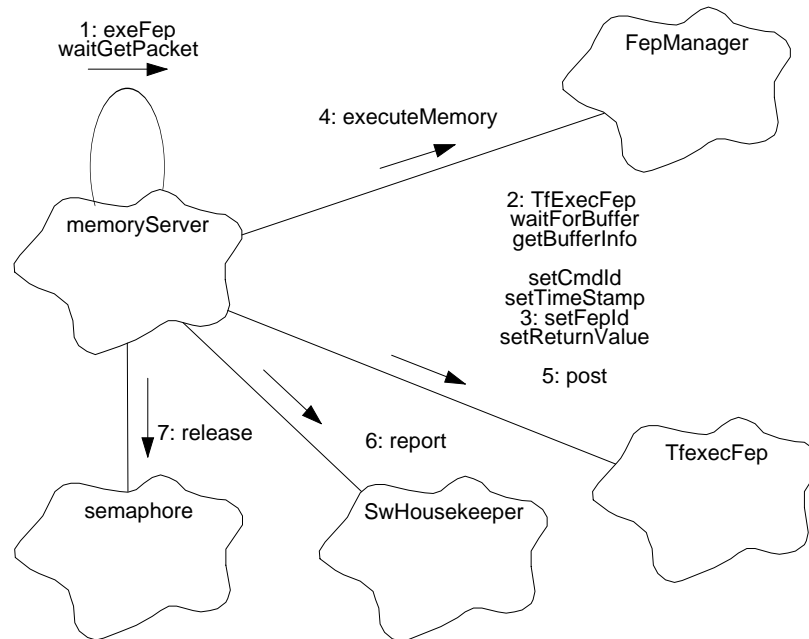 1: exeFep
waitGetPacket
FepManager
4: executeMemory
2: TfExecFep
waitForBuffer
getBufferInfo
memoryServer
setCmdId
setTimeStamp
3: setFepId
setReturnValue
5: post
7: release
6: report
TfexecFep
semaphore
SwHousekeeper